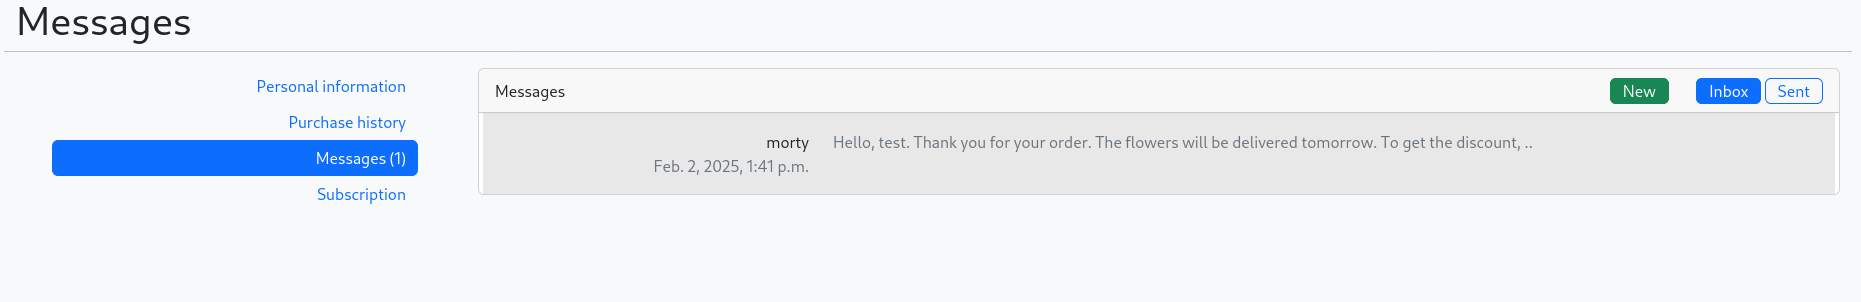 Messages
Personal information
Purchase history
Messages (1)
Subscription
Messages New Inbox Sent
morty Hello, test. Thank you for your order. The flowers will be delivered tomorrow. To get the discount, ..
Feb. 2, 2025, 1:41 p.m.